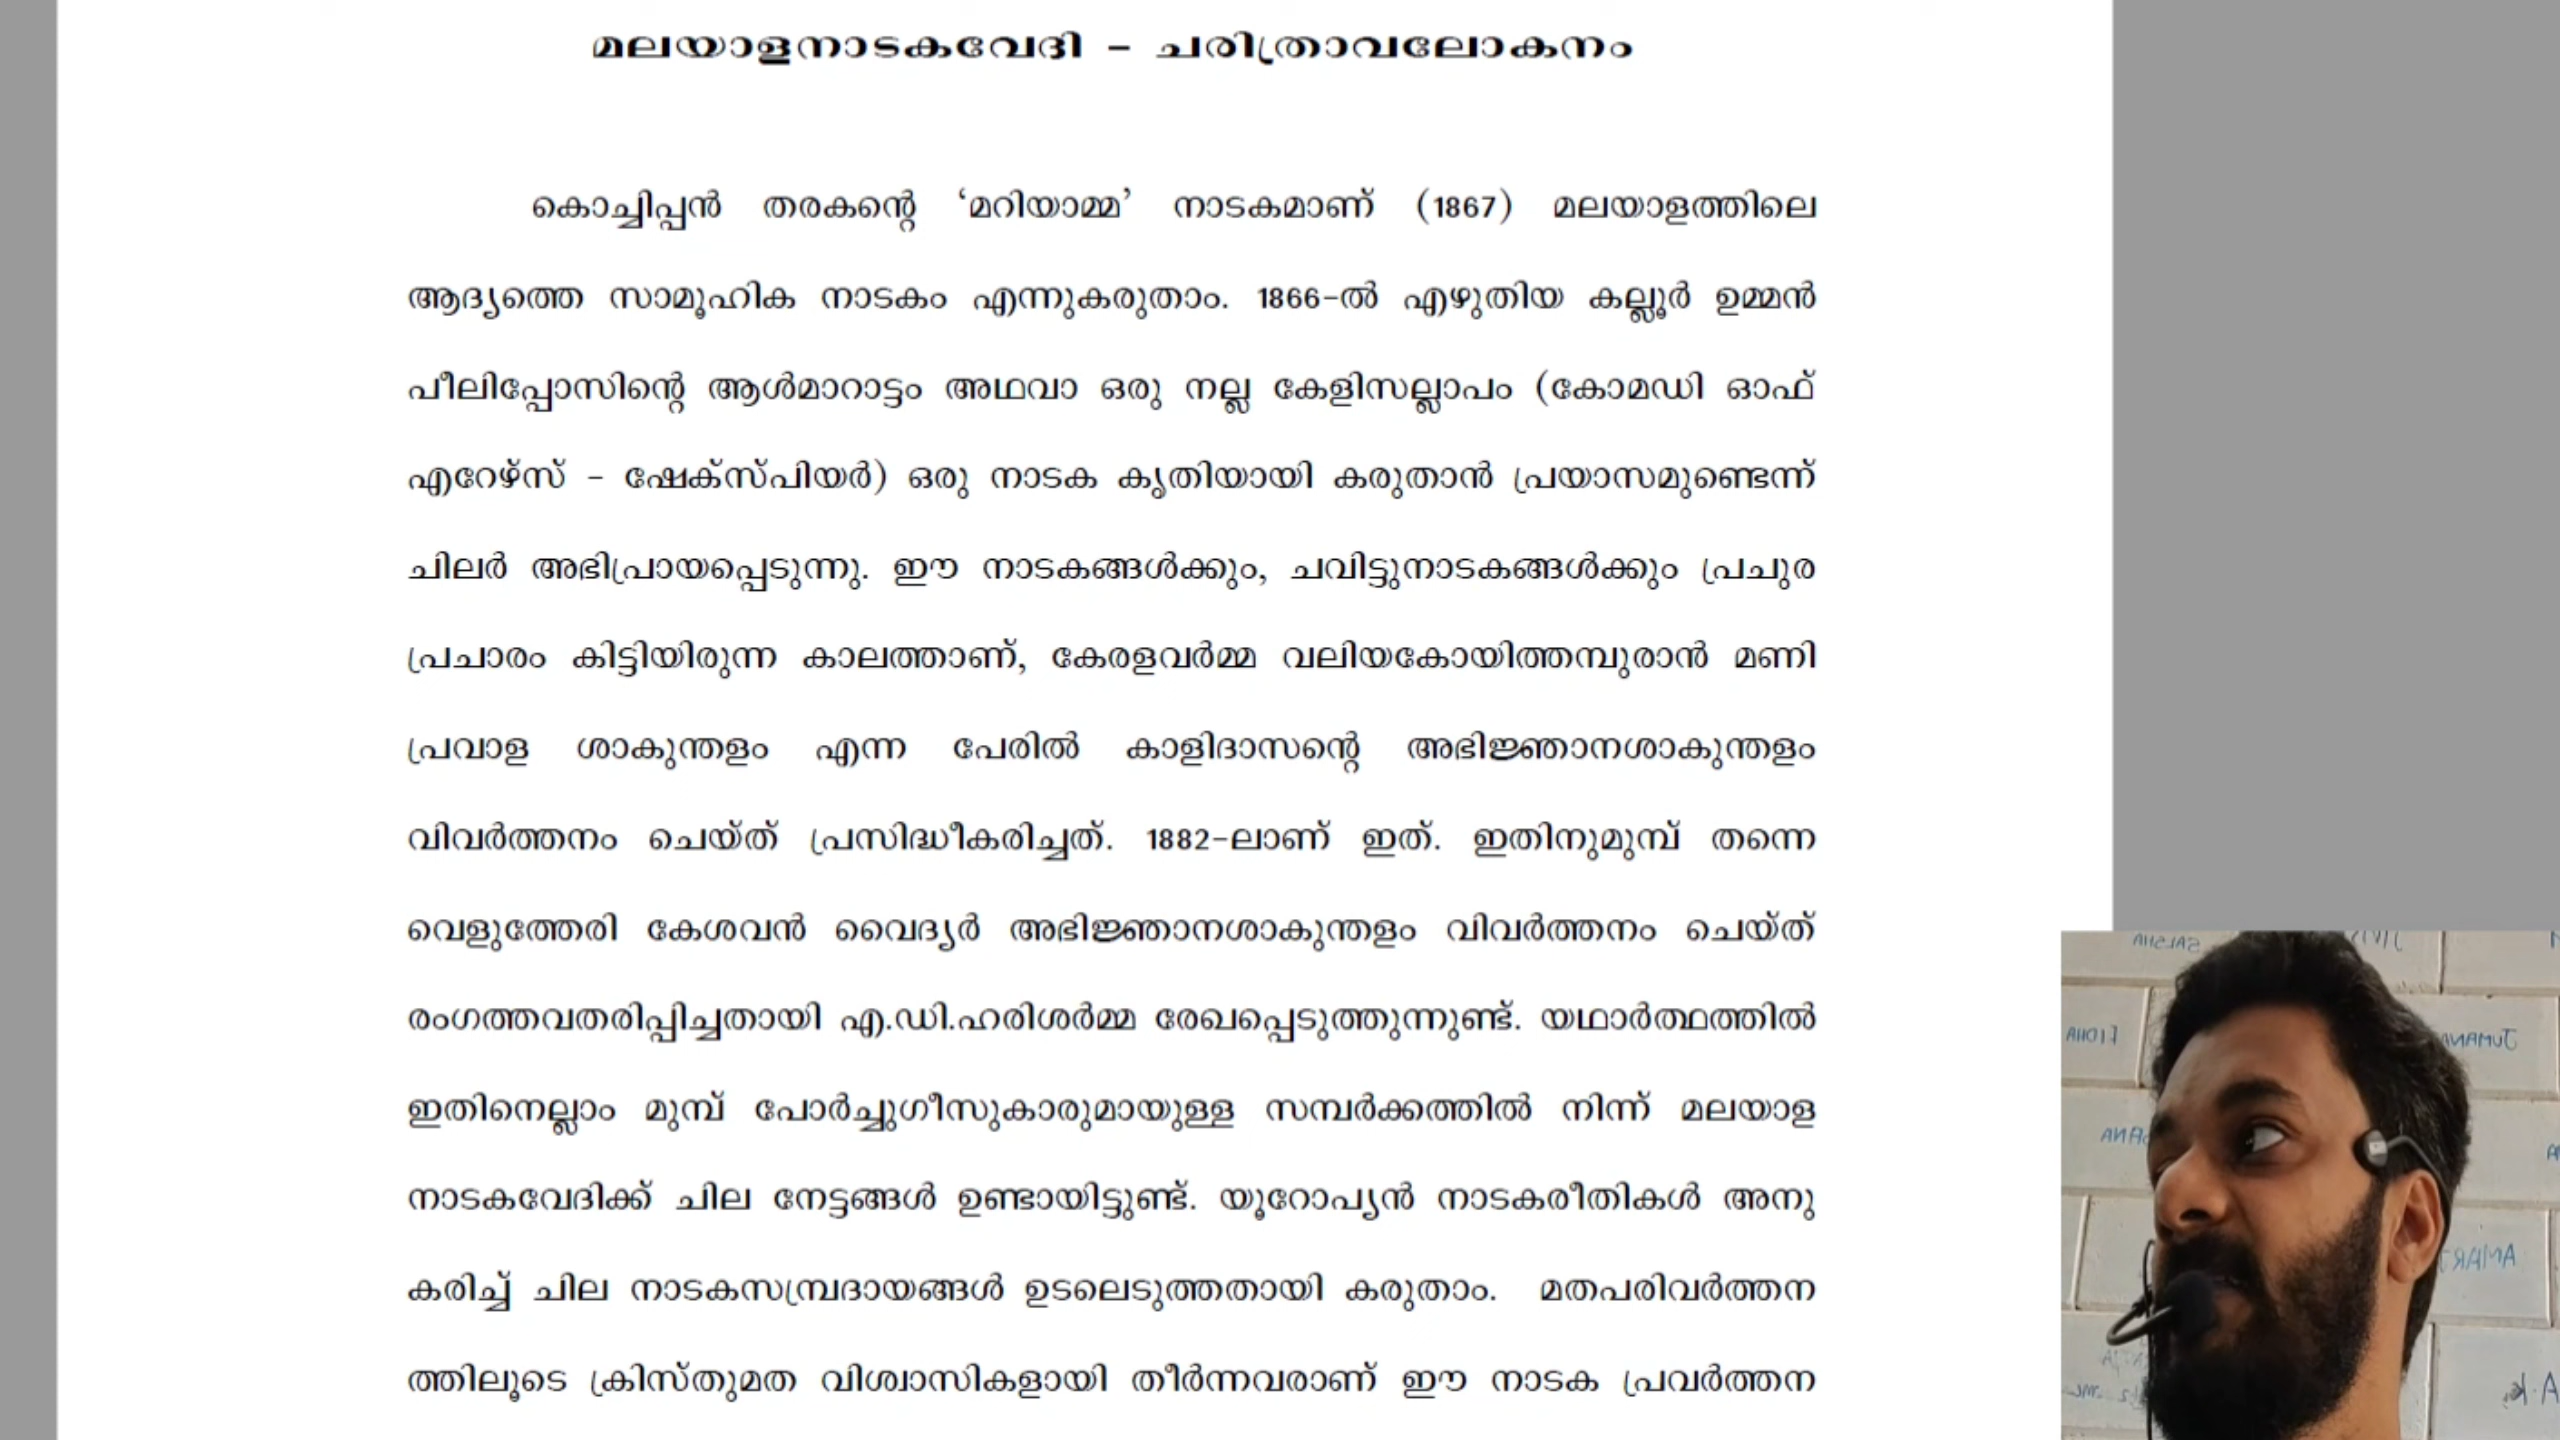 മലയാളനാടകവേദി – ചരിത്രാവലോകനം
കൊച്ചിപ്പൻ തരകന്റെ ‘മറിയാമ്മ’ നാടകമാണ് (1867) മലയാളത്തിലെ
ആദ്യത്തെ സാമൂഹിക നാടകം എന്നുകരുതാം. 1866-ൽ എഴുതിയ കല്ലൂർ ഉമ്മൻ
പീലിപ്പോസിന്റെ ആൾമാറാട്ടം അഥവാ ഒരു നല്ല കേളിസല്ലാപം (കോമഡി ഓഫ്
എറേഴ്സ് - ഷേക്സ്പിയർ) ഒരു നാടക കൃതിയായി കരുതാൻ പ്രയാസമുണ്ടെന്ന്
ചിലർ അഭിപ്രായപ്പെടുന്നു. ഈ നാടകങ്ങൾക്കും, ചവിട്ടുനാടകങ്ങൾക്കും പ്രചുര
പ്രചാരം കിട്ടിയിരുന്ന കാലത്താണ്, കേരളവർമ്മ വലിയകോയിത്തമ്പുരാൻ മണി
പ്രവാള ശാകുന്തളം എന്ന പേരിൽ കാളിദാസന്റെ അഭിജ്ഞാനശാകുന്തളം
വിവർത്തനം ചെയ്ത് പ്രസിദ്ധീകരിച്ചത്. 1882-ലാണ് ഇത്. ഇതിനുമുമ്പ് തന്നെ
വെളുത്തേരി കേശവൻ വൈദ്യർ അഭിജ്ഞാനശാകുന്തളം വിവർത്തനം ചെയ്ത്
രംഗത്തവതരിപ്പിച്ചതായി എ.ഡി.ഹരിശർമ്മ രേഖപ്പെടുത്തുന്നുണ്ട്. യഥാർത്ഥത്തിൽ
ഇതിനെല്ലാം മുമ്പ് പോർച്ചുഗീസുകാരുമായുള്ള സമ്പർക്കത്തിൽ നിന്ന് മലയാള
നാടകവേദിക്ക് ചില നേട്ടങ്ങൾ ഉണ്ടായിട്ടുണ്ട്. യൂറോപ്യൻ നാടകരീതികൾ അനു
കരിച്ച് ചില നാടകസമ്പ്രദായങ്ങൾ ഉടലെടുത്തതായി കരുതാം. മതപരിവർത്തന
ത്തിലൂടെ ക്രിസ്തുമത വിശ്വാസികളായി തീർന്നവരാണ് ഈ നാടക പ്രവർത്തന
SALSHA
FIDHA